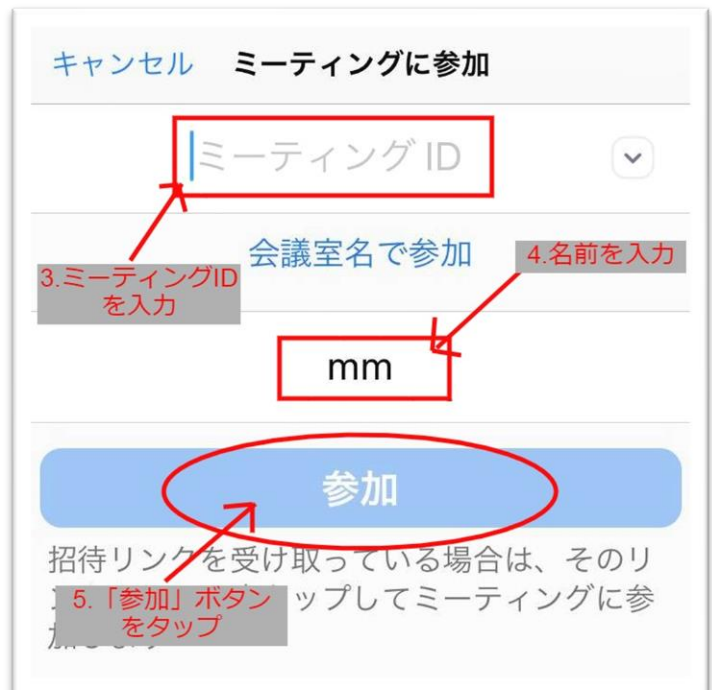 キャンセル ミーティングに参加
ミーティング ID
会議室名で参加
4.名前を入力
3.ミーティングID
を入力
mm
参加
招待リンクを受け取っている場合は、そのリ
ップしてミーティングに参
5.「参加」ボタン
をタップ